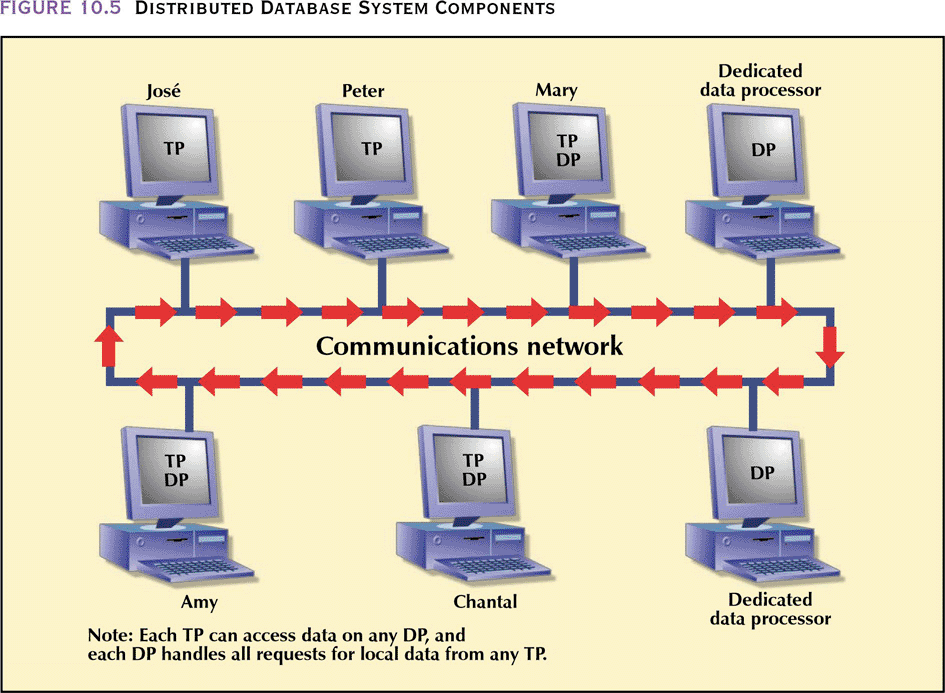 FIGURE 10.5 DISTRIBUTED DATABASE SYSTEM COMPONENTS
José
Peter
Mary
Dedicated
data processor
TP
TP
TP
DP
DP
Communications network
TP
DP
TP
DP
DP
Amy
Chantal
Dedicated
data processor
Note: Each TP can access data on any DP, and
each DP handles all requests for local data from any TP.